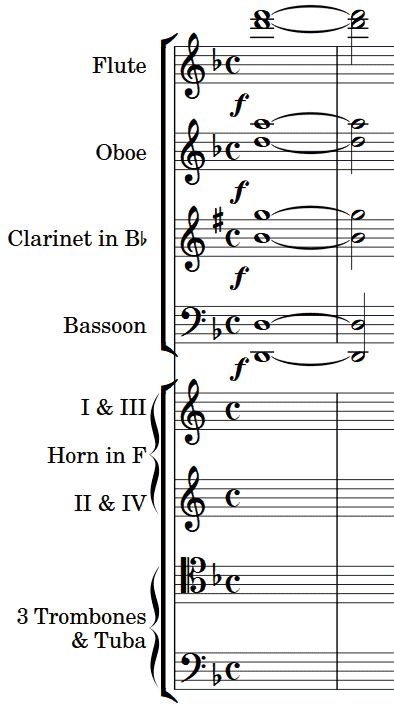 Flute
f
Oboe
f
Clarinet in B♭
f
Bassoon
f
I & III
Horn in F
II & IV
3 Trombones
& Tuba